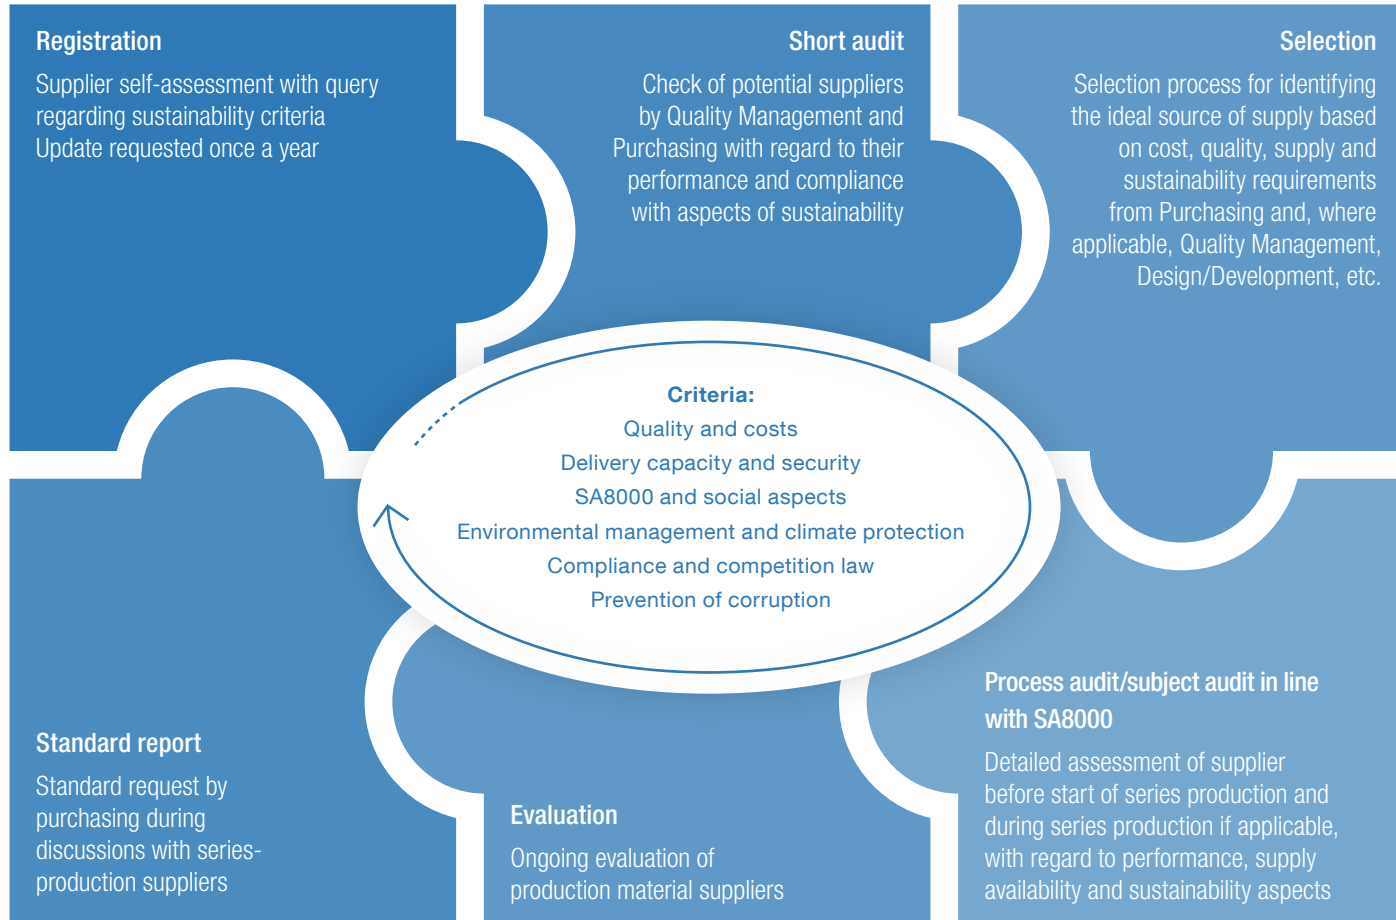 Registration
Supplier self-assessment with query
regarding sustainability criteria
Update requested once a year
Short audit
Check of potential suppliers
by Quality Management and
Purchasing with regard to their
performance and compliance
with aspects of sustainability
Selection
Selection process for identifying
the ideal source of supply based
on cost, quality, supply and
sustainability requirements
from Purchasing and, where
applicable, Quality Management,
Design/Development, etc.
Criteria:
Quality and costs
Delivery capacity and security
SA8000 and social aspects
Environmental management and climate protection
Compliance and competition law
Prevention of corruption
Standard report
Standard request by
purchasing during
discussions with series-
production suppliers
Evaluation
Ongoing evaluation of
production material suppliers
Process audit/subject audit in line
with SA8000
Detailed assessment of supplier
before start of series production and
during series production if applicable,
with regard to performance, supply
availability and sustainability aspects